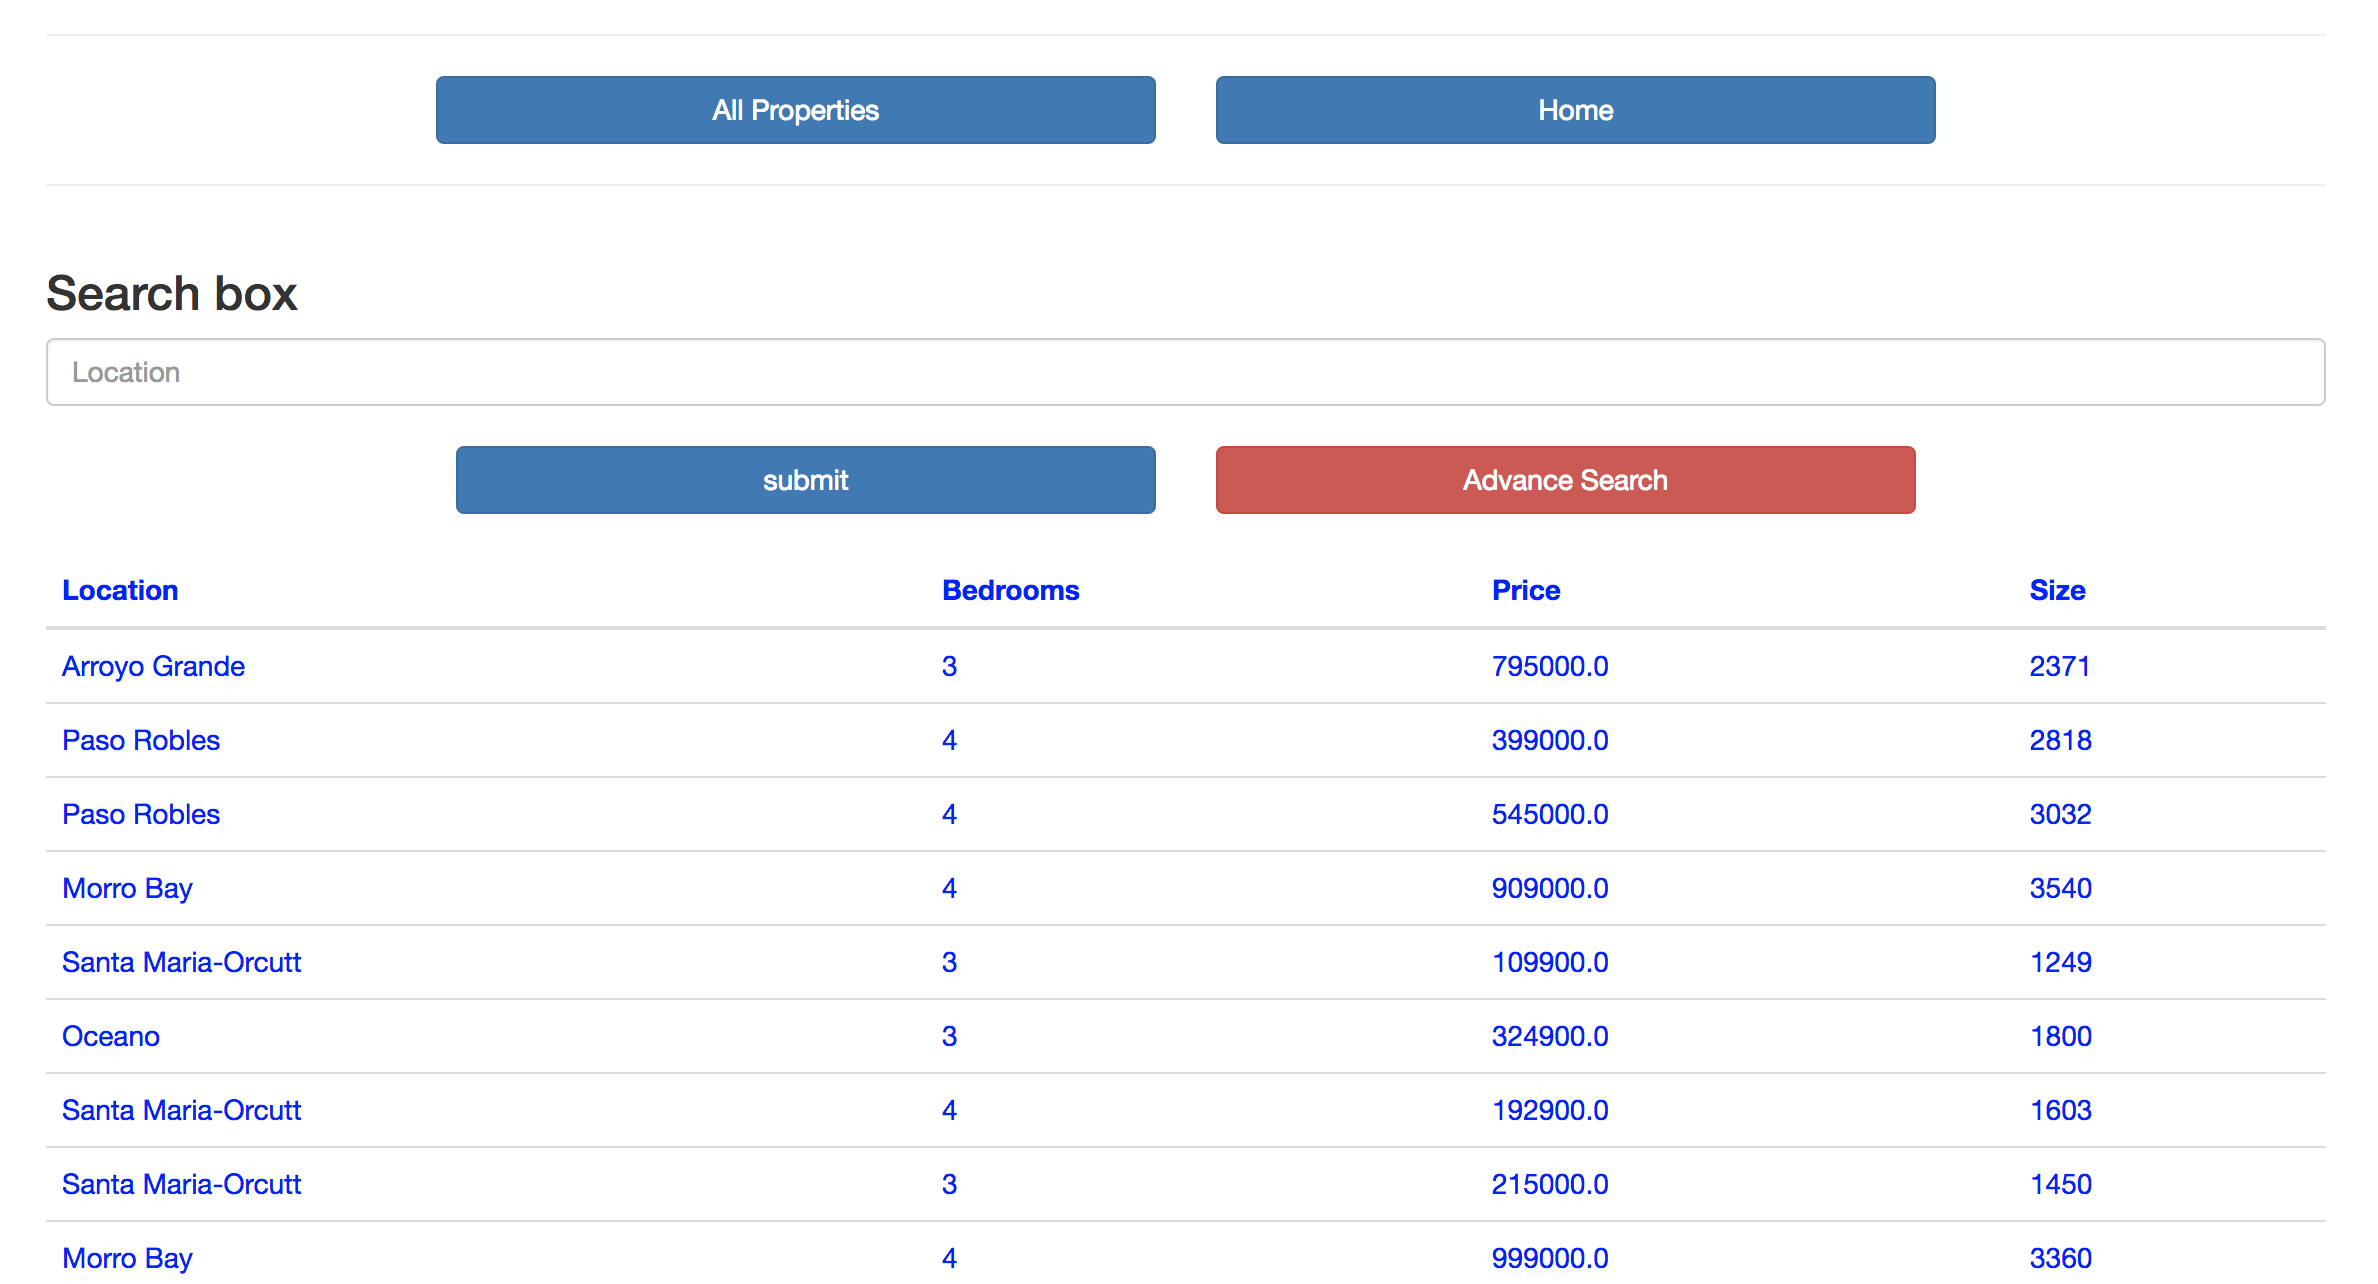 All Properties Home
Search box
Location
submit Advance Search
Location Bedrooms Price Size
Arroyo Grande 3 795000.0 2371
Paso Robles 4 399000.0 2818
Paso Robles 4 545000.0 3032
Morro Bay 4 909000.0 3540
Santa Maria-Orcutt 3 109900.0 1249
Oceano 3 324900.0 1800
Santa Maria-Orcutt 4 192900.0 1603
Santa Maria-Orcutt 3 215000.0 1450
Morro Bay 4 999000.0 3360